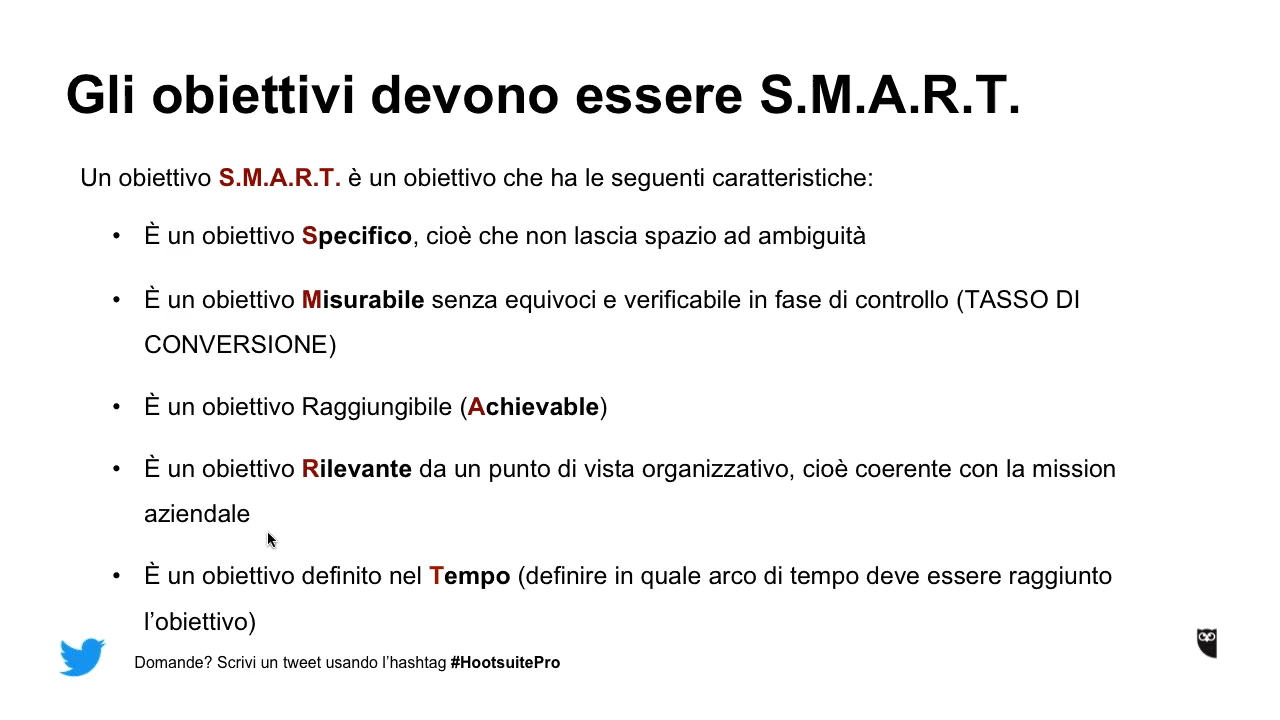 Gli obiettivi devono essere S.M.A.R.T.
Un obiettivo S.M.A.R.T. è un obiettivo che ha le seguenti caratteristiche:
• È un obiettivo Specifico, cioè che non lascia spazio ad ambiguità
• È un obiettivo Misurabile senza equivoci e verificabile in fase di controllo (TASSO DI
CONVERSIONE)
• È un obiettivo Raggiungibile (Achievable)
• È un obiettivo Rilevante da un punto di vista organizzativo, cioè coerente con la mission
aziendale
• È un obiettivo definito nel Tempo (definire in quale arco di tempo deve essere raggiunto
l’obiettivo)
Domande? Scrivi un tweet usando l’hashtag #HootsuitePro